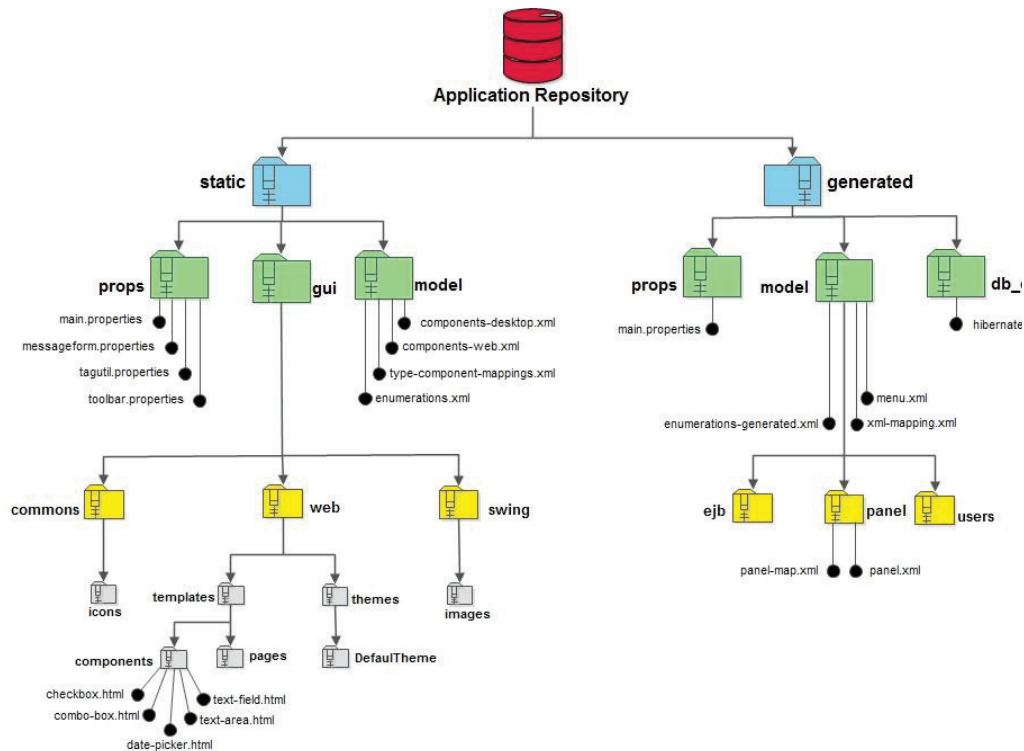 Application Repository
static
generated
props
gui
model
props
model
db_
main.properties
messageform.properties
tagutil.properties
toolbar.properties
components-desktop.xml
components-web.xml
type-component-mappings.xml
enumerations.xml
main.properties
hibernate
menu.xml
enumerations-generated.xml
xml-mapping.xml
commons
web
swing
ejb
panel
users
panel-map.xml
panel.xml
icons
templates
themes
images
components
pages
DefaulTheme
checkbox.html
combo-box.html
date-picker.html
text-area.html
text-field.html